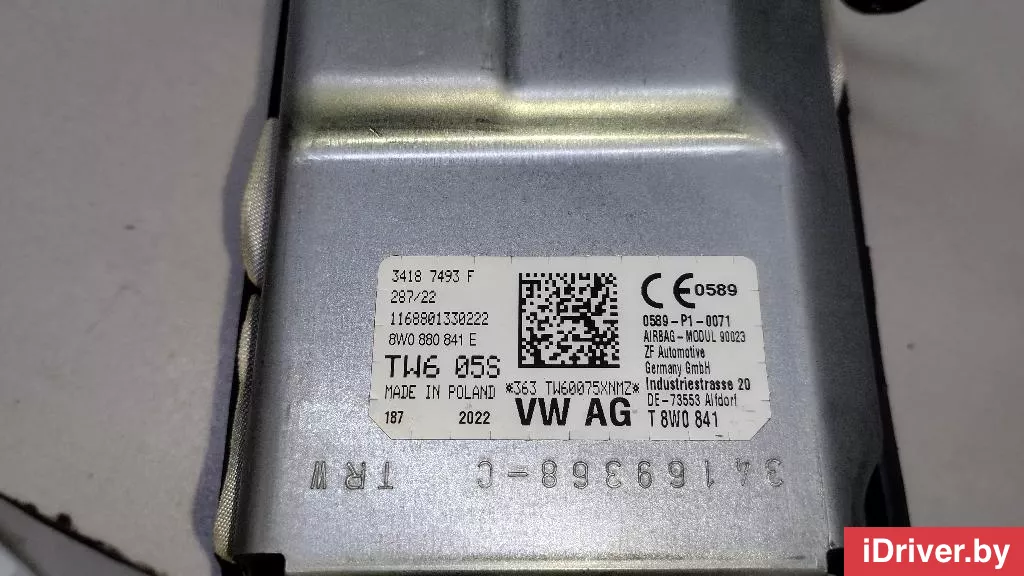 3418 7493 F
287/22
1168801330222
8W0 880 841 E
TW6 05S
MADE IN POLAND
187 2022
*363 TW60075XNMZ*
VW AG
CE 0589
0589-P1-0071
AIRBAG-MODUL 90023
ZF Automotive
Germany GmbH
Industriestrasse 20
DE-73553 Alfdorf
T 8W0 841
34169368-C TRW
iDriver.by